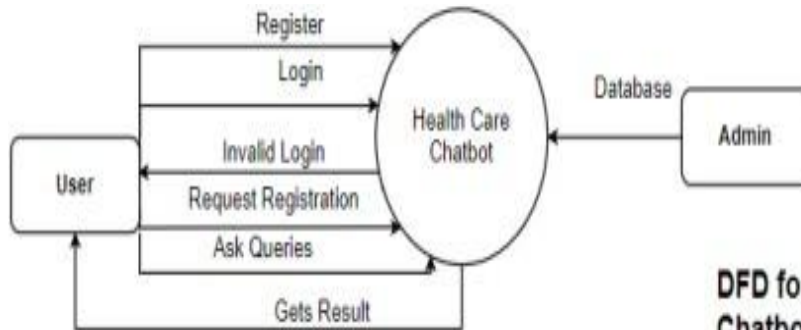 Register
Login
Database
Health Care
Chatbot
Admin
Invalid Login
User
Request Registration
Ask Queries
DFD fo
Gets Result
Chatbo